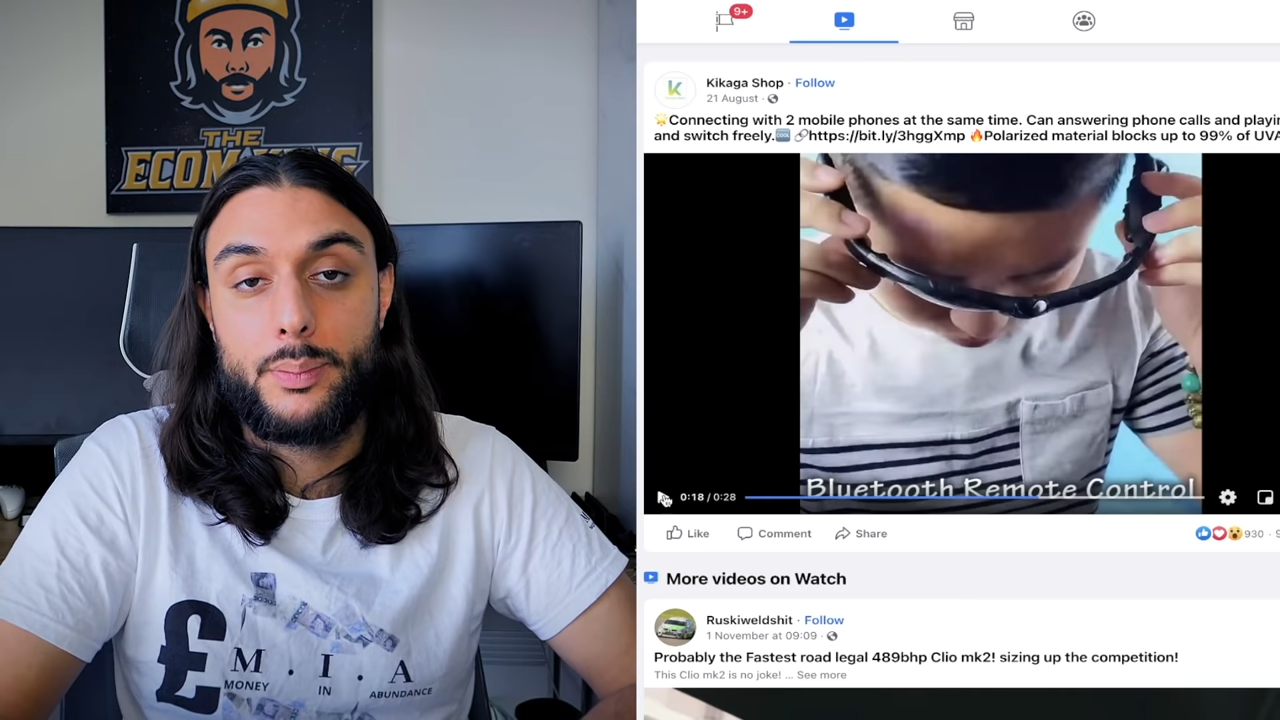 THE
ECOM KING
£
M . I . A
MONEY IN ABUNDANCE
9+
Kikaga Shop · Follow
21 August ·
Connecting with 2 mobile phones at the same time. Can answering phone calls and playi
and switch freely. https://bit.ly/3hggXmp Polarized material blocks up to 99% of UVA
Bluetooth Remote Control
0:18 / 0:28
Like Comment Share 930 ·
More videos on Watch
Ruskiweldshit · Follow
1 November at 09:09 ·
Probably the Fastest road legal 489bhp Clio mk2! sizing up the competition!
This Clio mk2 is no joke! ... See more